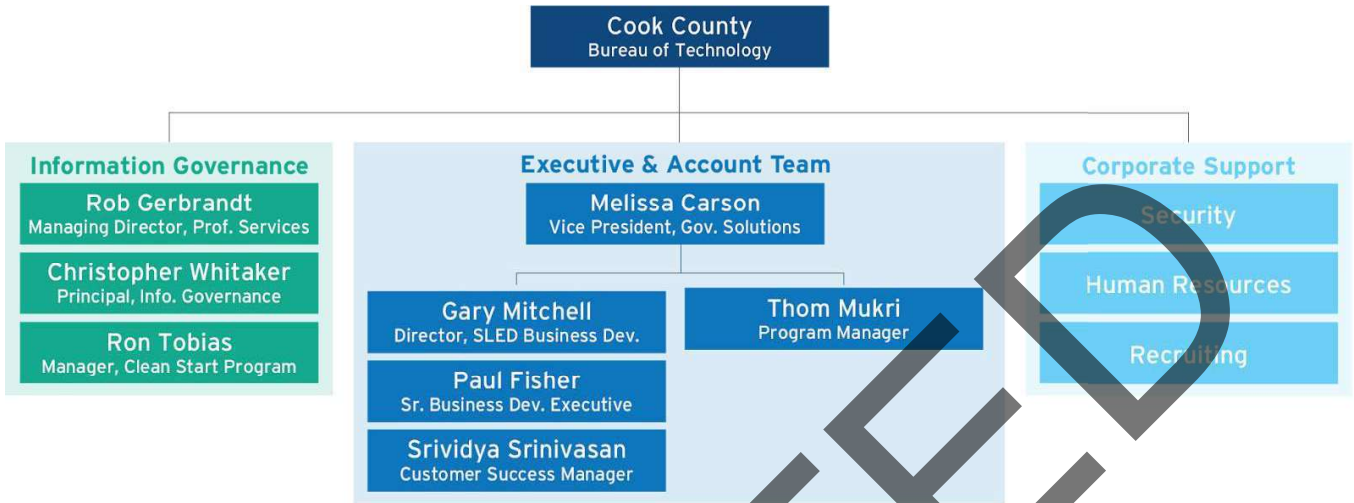 Cook County
Bureau of Technology
Information Governance
Rob Gerbrandt
Managing Director, Prof. Services
Christopher Whitaker
Principal, Info. Governance
Ron Tobias
Manager, Clean Start Program
Executive & Account Team
Melissa Carson
Vice President, Gov. Solutions
Gary Mitchell
Director, SLED Business Dev.
Paul Fisher
Sr. Business Dev. Executive
Srividya Srinivasan
Customer Success Manager
Thom Mukri
Program Manager
Corporate Support
Security
Human Resources
Recruiting